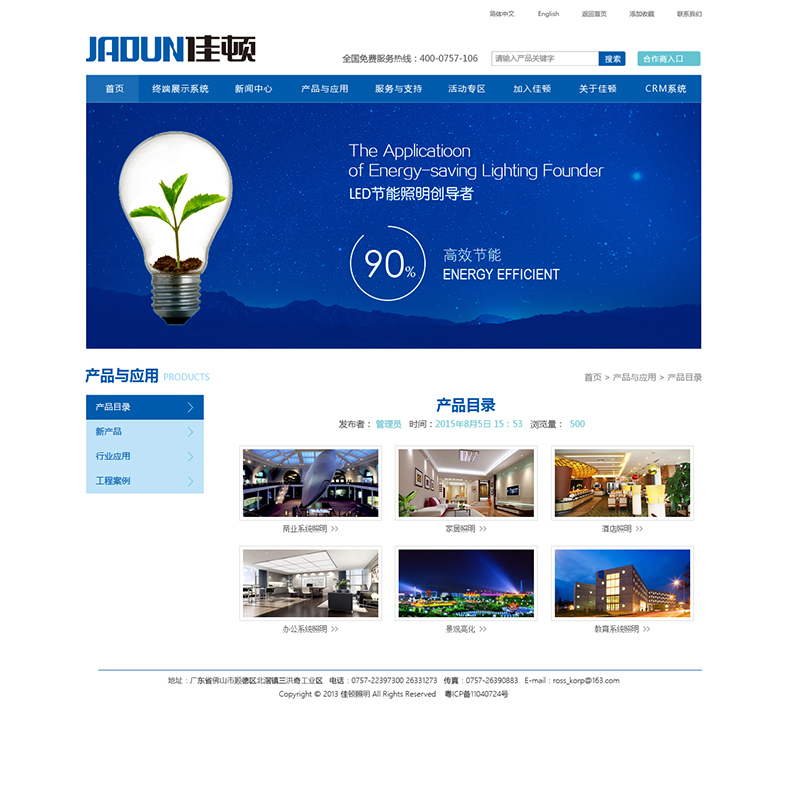 简体中文 English 返回首页 添加收藏 联系我们
JADUN佳顿
全国免费服务热线：400-0757-106 请输入产品关键字 搜索 合作商入口
首页 终端展示系统 新闻中心 产品与应用 服务与支持 活动专区 加入佳顿 关于佳顿 CRM系统
The Applicatioon
of Energy-saving Lighting Founder
LED节能照明创导者
90% 高效节能
ENERGY EFFICIENT
产品与应用 PRODUCTS 首页 > 产品与应用 > 产品目录
产品目录
新产品
行业应用
工程案例
产品目录
发布者： 管理员 时间：2015年8月5日 15：53 浏览量： 500
商业系统照明 >>
家居照明 >>
酒店照明 >>
办公系统照明 >>
景观亮化 >>
教育系统照明 >>
地址：广东省佛山市顺德区北滘镇三洪奇工业区 电话：0757-22397300 26331273 传真：0757-26390883 E-mail：ross_korp@163.com
Copyright © 2013 佳顿照明 All Rights Reserved 粤ICP备11040724号